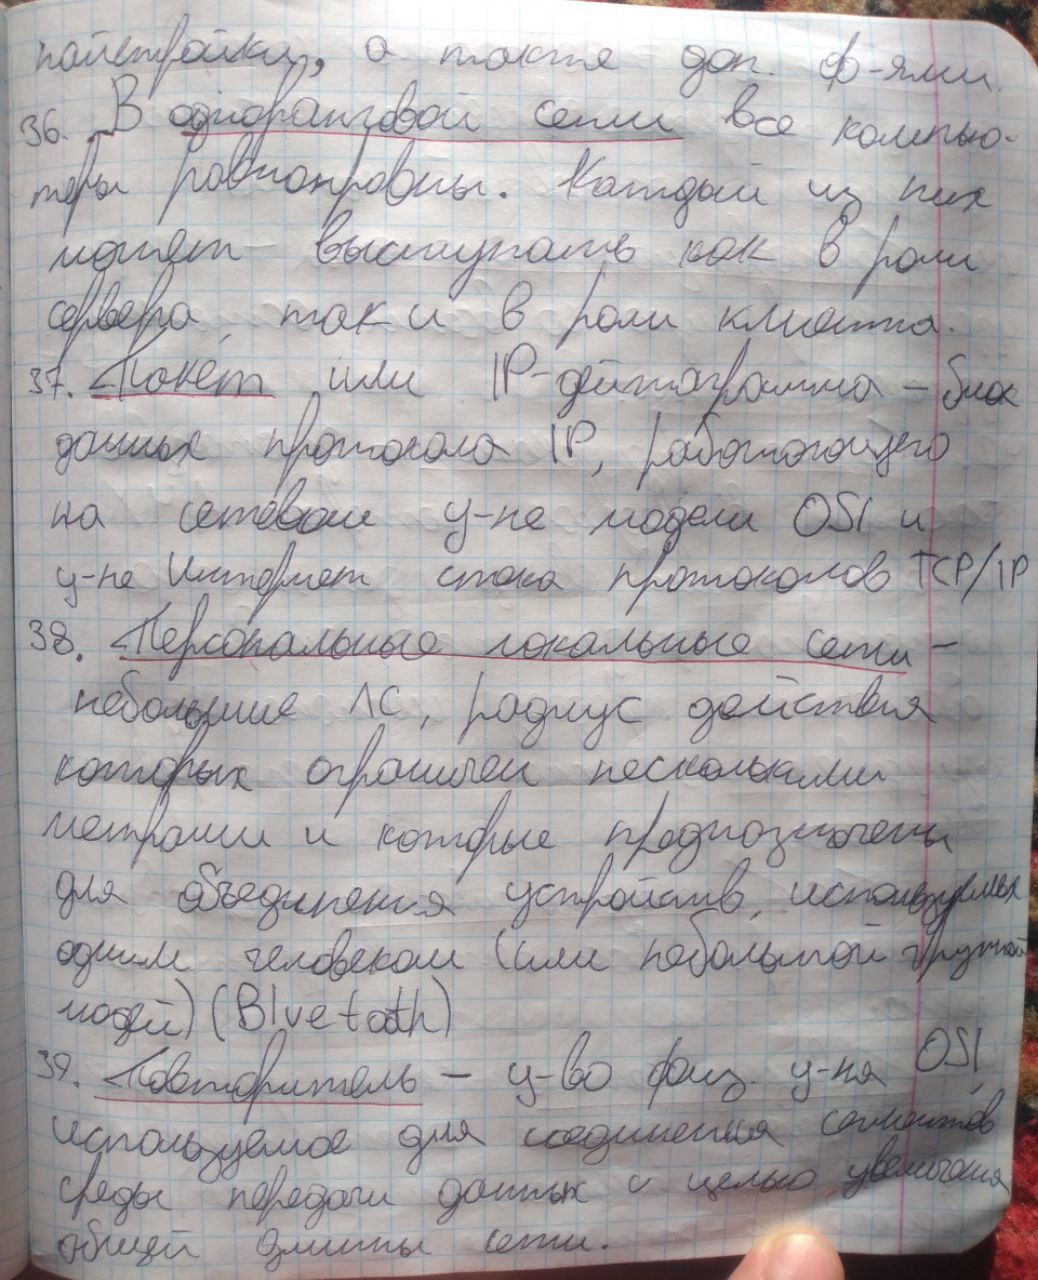 найстройки, а также доп. ф-ями.
36. В одноранговой сети все компью-
теры равноправны. Каждый из них
может выступать как в роли
сервера, так и в роли клиента.
37. Пакет или IP-дейтаграмма – блок
данных протокола IP, работающего
на сетевом у-не модели OSI и
у-не Интернет стока протоколов TCP/IP
38. Персональные локальные сети –
небольшие ЛС, радиус действия
которых ограничен несколькими
метрами и которые предназначены
для объединения устройств, используемых
одним человеком (или небольшой группой
людей) (Bluetooth)
39. Повторитель – у-во физ. у-ня OSI,
используемое для соединения сегментов
среды передачи данных с целью увеличения
общей длины сети.